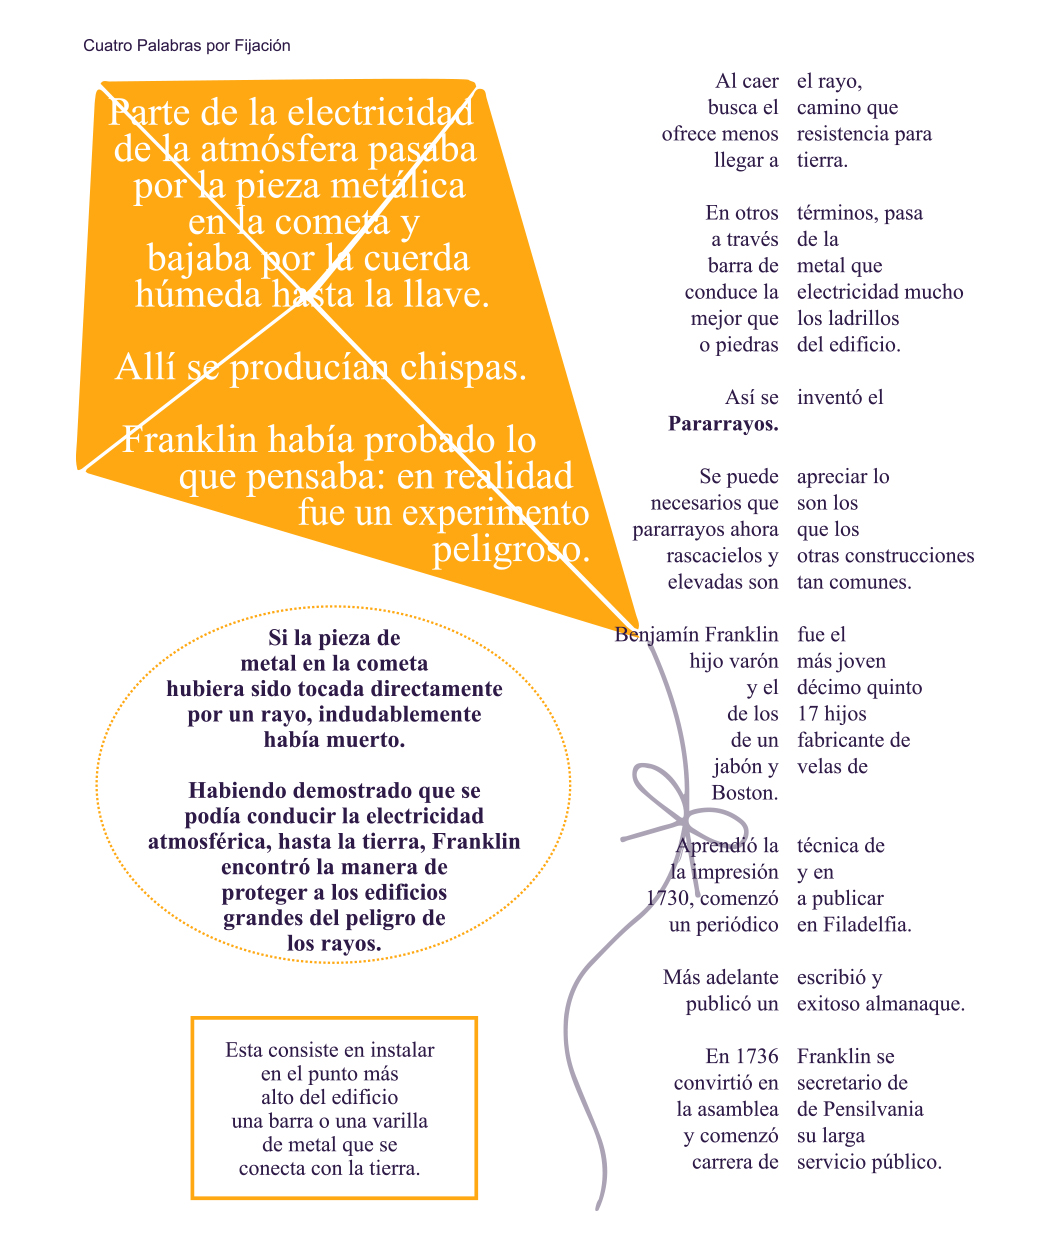 Cuatro Palabras por Fijación
Parte de la electricidad
de la atmósfera pasaba
por la pieza metálica
en la cometa y
bajaba por la cuerda
húmeda hasta la llave.
Allí se producían chispas.
Franklin había probado lo
que pensaba: en realidad
fue un experimento
peligroso.
Si la pieza de
metal en la cometa
hubiera sido tocada directamente
por un rayo, indudablemente
había muerto.
Habiendo demostrado que se
podía conducir la electricidad
atmosférica, hasta la tierra, Franklin
encontró la manera de
proteger a los edificios
grandes del peligro de
los rayos.
Esta consiste en instalar
en el punto más
alto del edificio
una barra o una varilla
de metal que se
conecta con la tierra.
Al caer el rayo,
busca el camino que
ofrece menos resistencia para
llegar a tierra.
En otros términos, pasa
a través de la
barra de metal que
conduce la electricidad mucho
mejor que los ladrillos
o piedras del edificio.
Así se inventó el
Pararrayos.
Se puede apreciar lo
necesarios que son los
pararrayos ahora que los
rascacielos y otras construcciones
elevadas son tan comunes.
Benjamín Franklin fue el
hijo varón más joven
y el décimo quinto
de los 17 hijos
de un fabricante de
jabón y velas de
Boston.
Aprendió la técnica de
la impresión y en
1730, comenzó a publicar
un periódico en Filadelfia.
Más adelante escribió y
publicó un exitoso almanaque.
En 1736 Franklin se
convirtió en secretario de
la asamblea de Pensilvania
y comenzó su larga
carrera de servicio público.